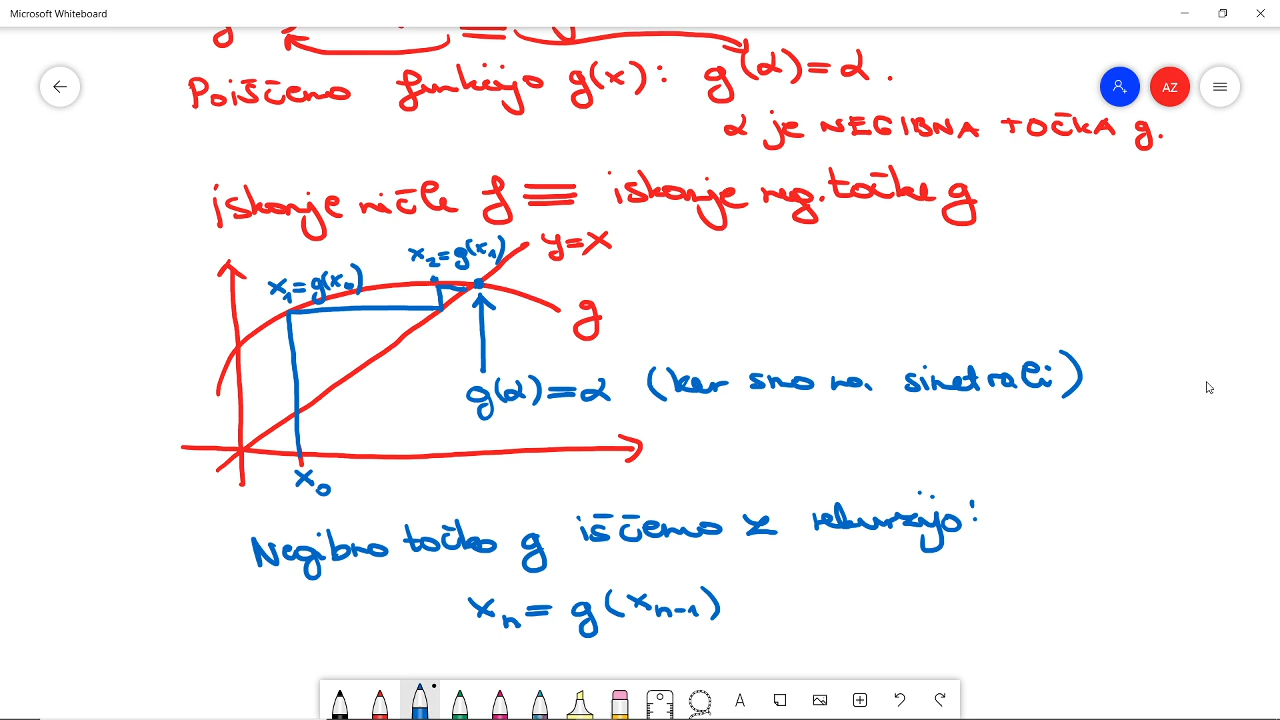 Microsoft Whiteboard
Poiščemo funkcijo g(x): g(α)=α.
AZ
α je NEGIBNA TOČKA g.
iskanje ničle f ≡ iskanje neg. točke g
y=x
x₂=g(x₁)
x₁=g(x₀)
g
g(α)=α (ker smo na simetrali)
x₀
Negibno točko g iščemo z rekurzijo:
xₙ=g(xₙ₋₁)
A